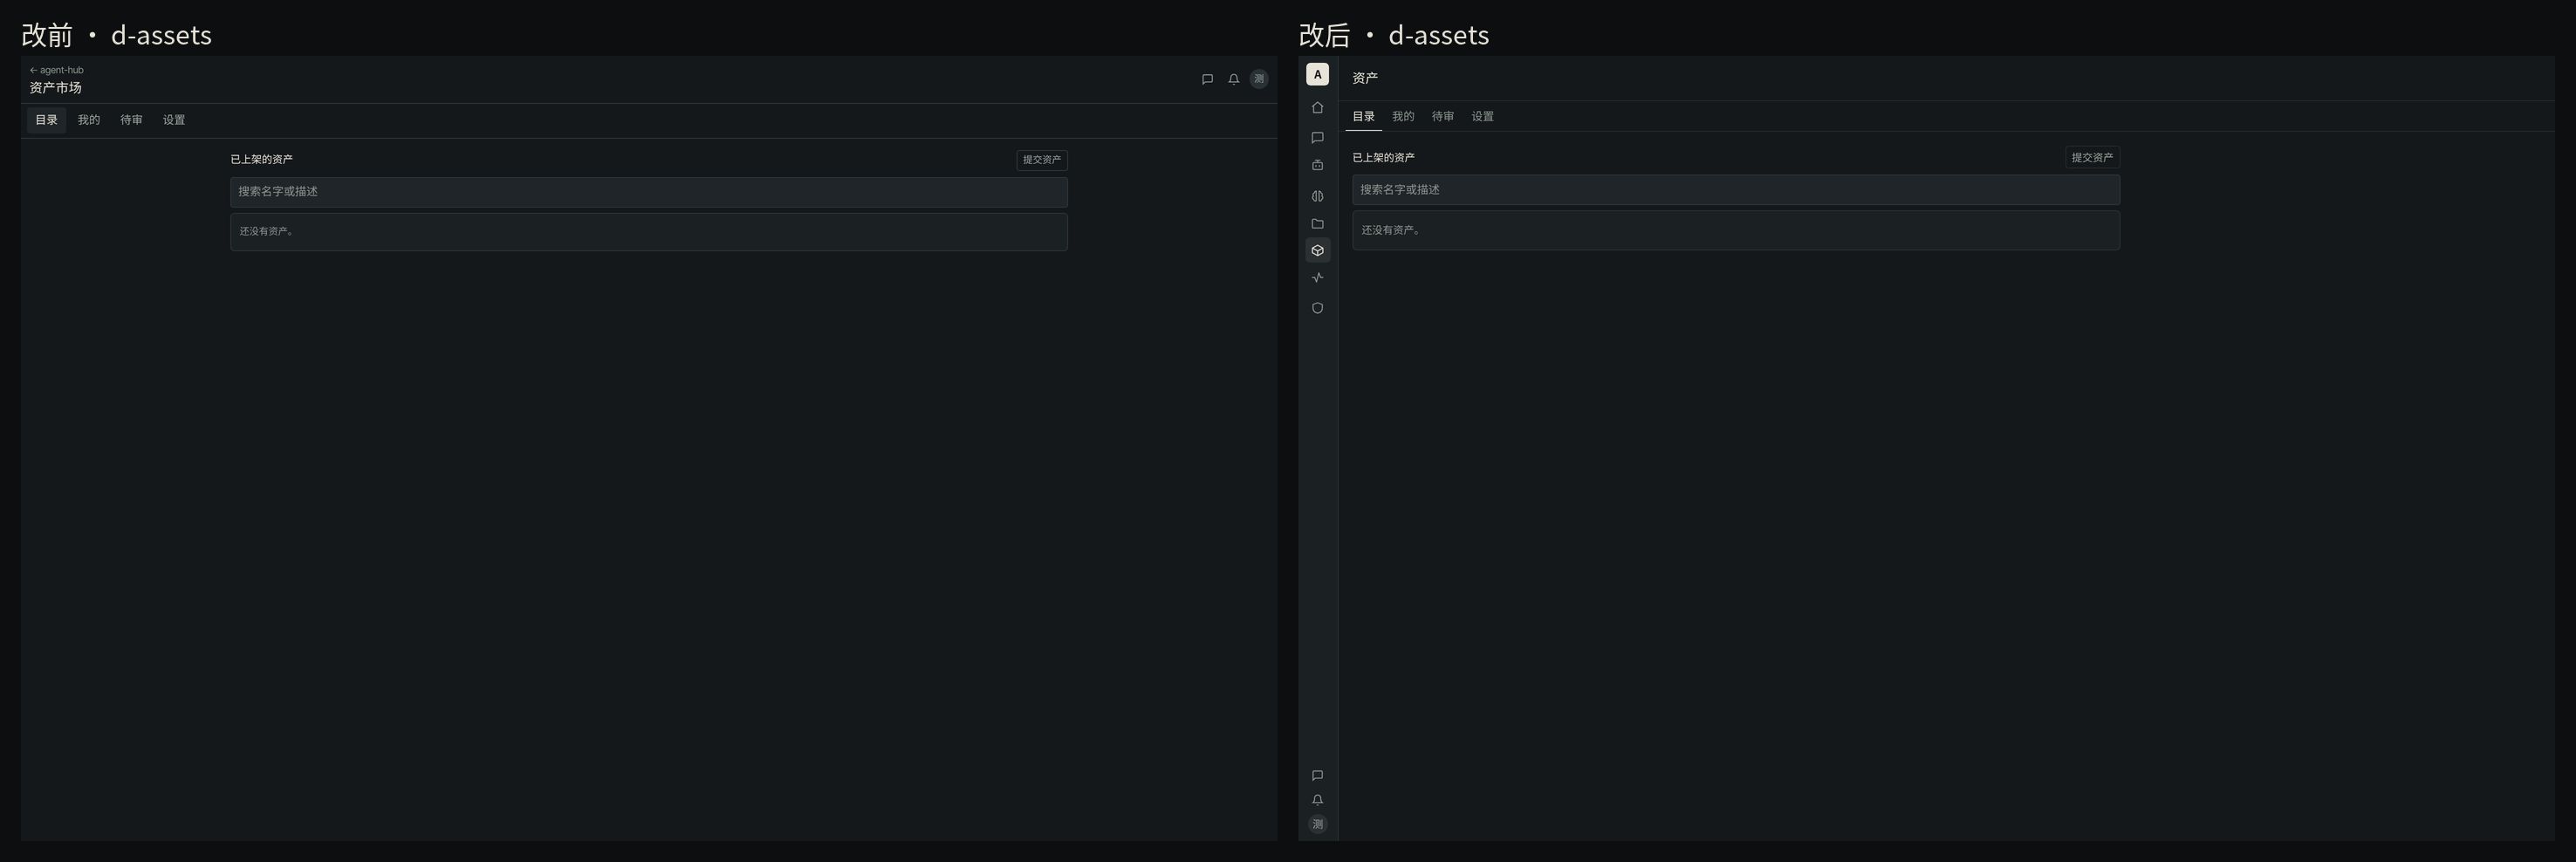 改前 · d-assets
← agent-hub
资产市场
测
目录 我的 待审 设置
已上架的资产
提交资产
搜索名字或描述
还没有资产。
改后 · d-assets
A
资产
目录 我的 待审 设置
已上架的资产
提交资产
搜索名字或描述
还没有资产。
测